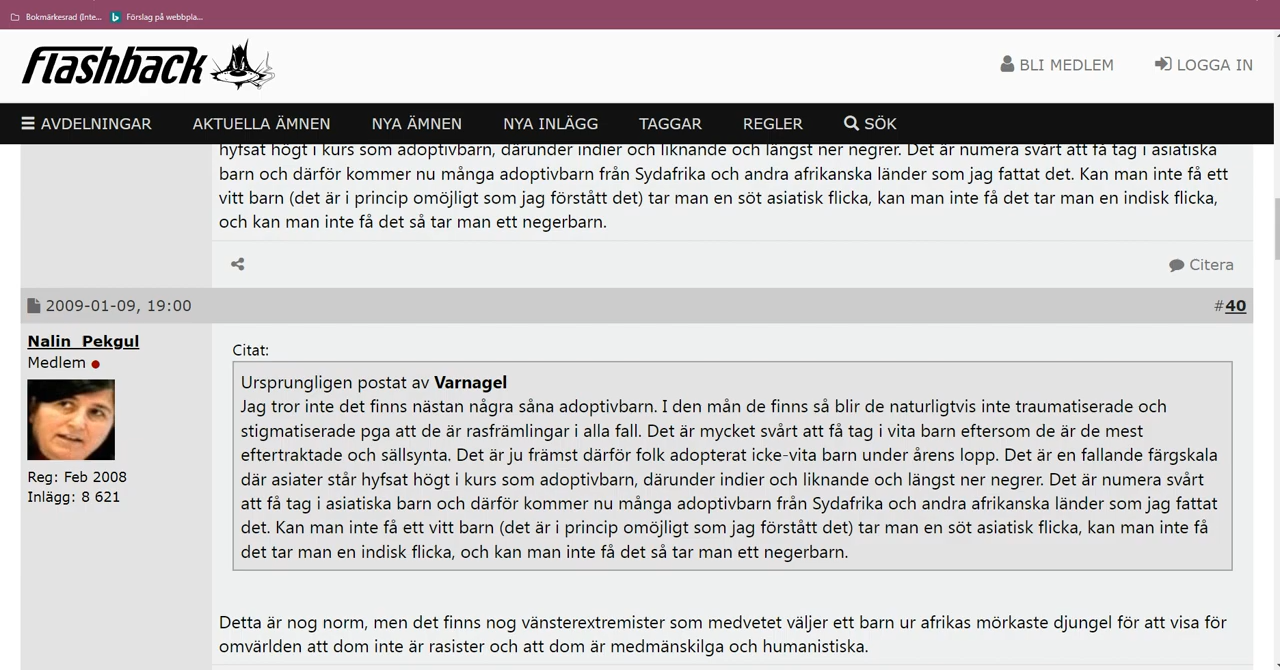 Bokmärkesrad (Inte...
Förslag på webbpla...
flashback
BLI MEDLEM
LOGGA IN
AVDELNINGAR
AKTUELLA ÄMNEN
NYA ÄMNEN
NYA INLÄGG
TAGGAR
REGLER
SÖK
hyfsat högt i kurs som adoptivbarn, därunder indier och liknande och längst ner negrer. Det är numera svårt att få tag i asiatiska
barn och därför kommer nu många adoptivbarn från Sydafrika och andra afrikanska länder som jag fattat det. Kan man inte få ett
vitt barn (det är i princip omöjligt som jag förstått det) tar man en söt asiatisk flicka, kan man inte få det tar man en indisk flicka,
och kan man inte få det så tar man ett negerbarn.
Citera
2009-01-09, 19:00
#40
Nalin_Pekgul
Medlem
Reg: Feb 2008
Inlägg: 8 621
Citat:
Ursprungligen postat av Varnagel
Jag tror inte det finns nästan några såna adoptivbarn. I den mån de finns så blir de naturligtvis inte traumatiserade och
stigmatiserade pga att de är rasfrämlingar i alla fall. Det är mycket svårt att få tag i vita barn eftersom de är de mest
eftertraktade och sällsynta. Det är ju främst därför folk adopterat icke-vita barn under årens lopp. Det är en fallande färgskala
där asiater står hyfsat högt i kurs som adoptivbarn, därunder indier och liknande och längst ner negrer. Det är numera svårt
att få tag i asiatiska barn och därför kommer nu många adoptivbarn från Sydafrika och andra afrikanska länder som jag fattat
det. Kan man inte få ett vitt barn (det är i princip omöjligt som jag förstått det) tar man en söt asiatisk flicka, kan man inte få
det tar man en indisk flicka, och kan man inte få det så tar man ett negerbarn.
Detta är nog norm, men det finns nog vänsterextremister som medvetet väljer ett barn ur afrikas mörkaste djungel för att visa för
omvärlden att dom inte är rasister och att dom är medmänskilga och humanistiska.